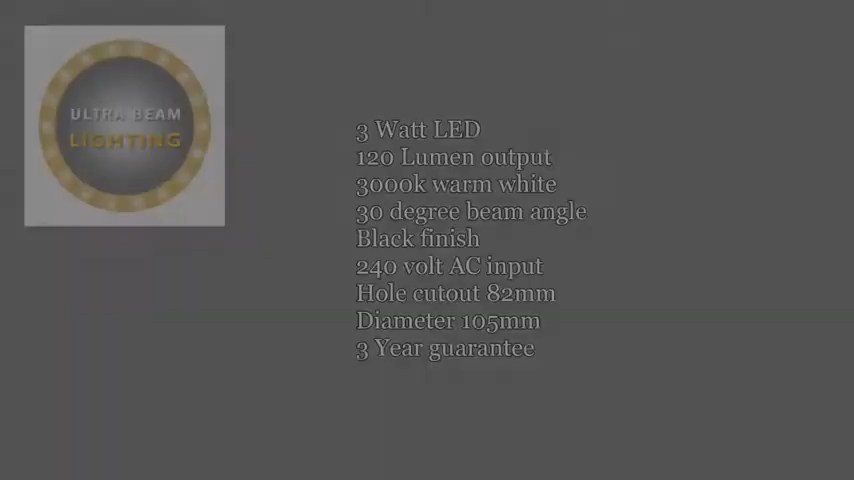 ULTRA BEAM
LIGHTING
3 Watt LED
120 Lumen output
3000k warm white
30 degree beam angle
Black finish
240 volt AC input
Hole cutout 82mm
Diameter 105mm
3 Year guarantee